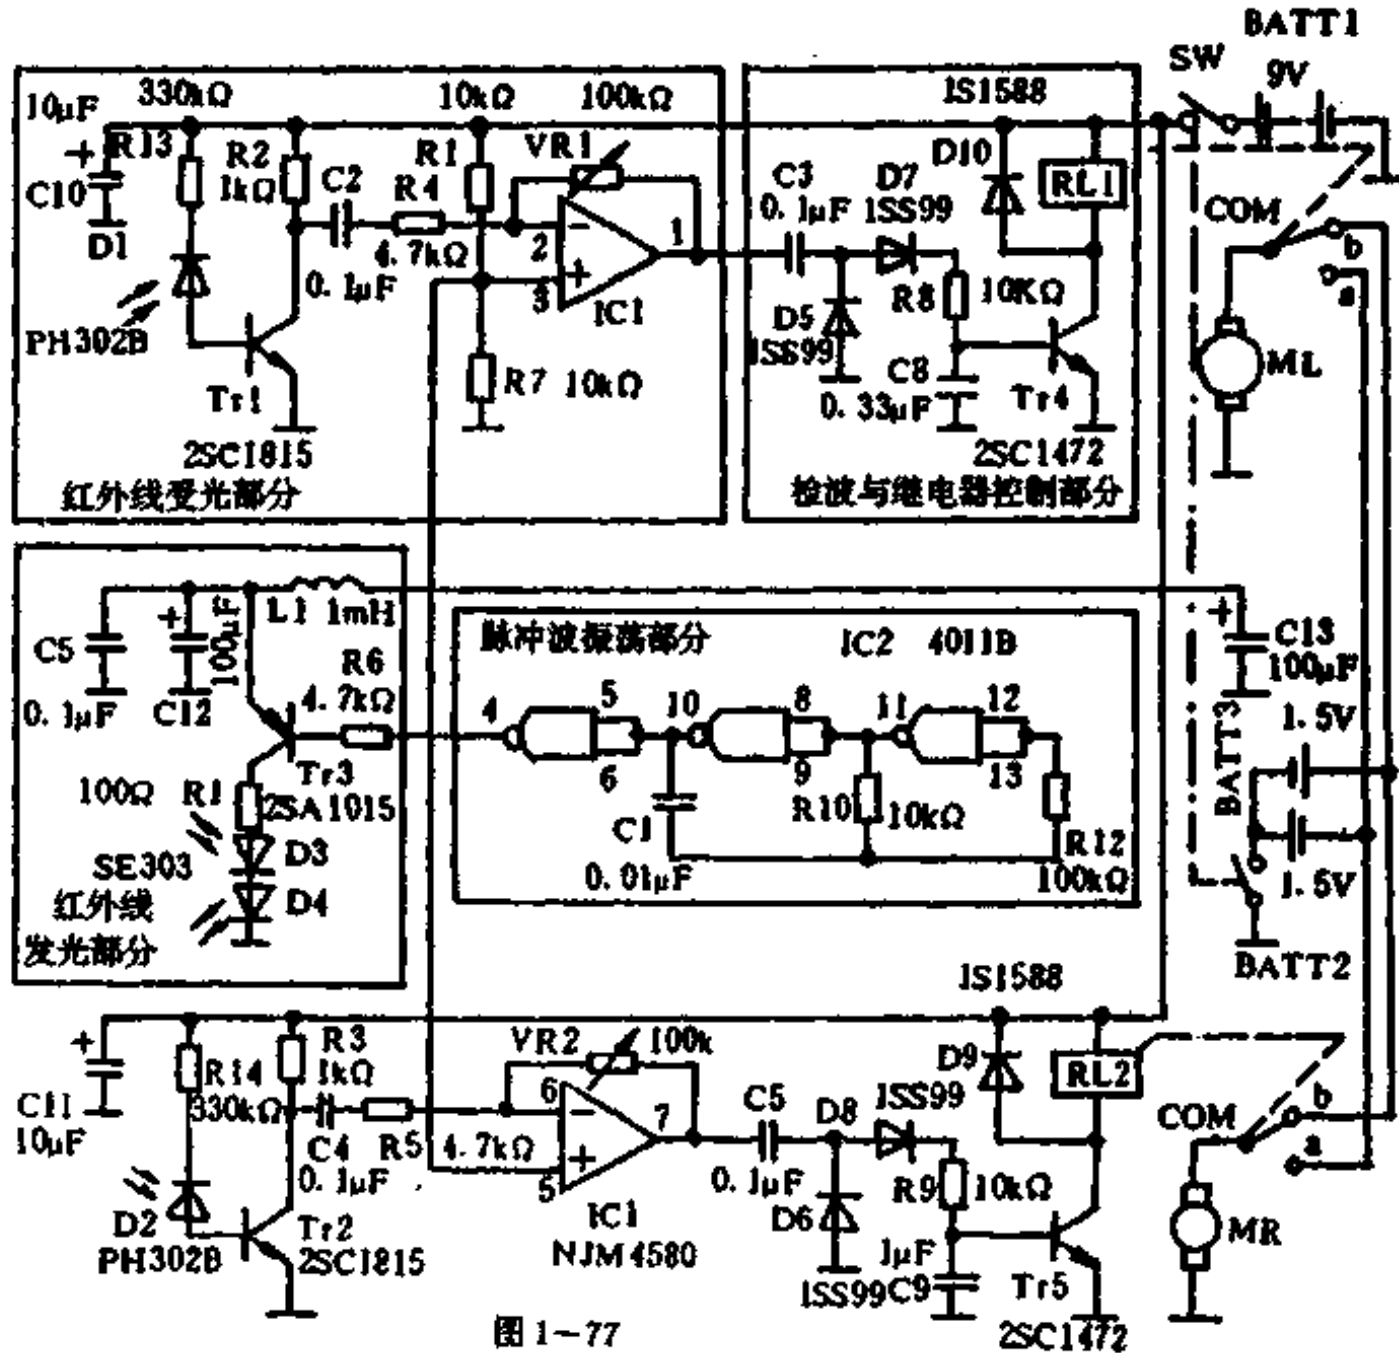 BATT1
SW
9V
10μF
330kΩ
10kΩ
100kΩ
1S1588
R13
R2
1kΩ
C2
R4
R1
VR1
C3
0.1μF
D7
1SS99
D10
RL1
COM
C10
D1
4.7kΩ
0.1μF
2
3
1
IC1
D5
1SS99
R8
10KΩ
b
a
PH302B
Tr1
R7
10kΩ
C8
0.33μF
Tr4
ML
2SC1815
2SC1472
红外线受光部分
检波与继电器控制部分
C5
0.1μF
C12
100μF
L1
1mH
R6
4.7kΩ
脉冲波振荡部分
IC2
4011B
C13
100μF
4
5
6
10
8
9
11
12
13
BATT3
1.5V
Tr3
2SA1015
100Ω
R1
SE303
D3
D4
C1
0.01μF
R10
10kΩ
R12
100kΩ
1.5V
红外线
发光部分
BATT2
1S1588
R3
1kΩ
VR2
100k
D9
RL2
C11
10μF
R14
330kΩ
C4
0.1μF
R5
4.7kΩ
6
5
7
C5
0.1μF
D8
1SS99
COM
b
a
D2
PH302B
Tr2
2SC1815
IC1
NJM4580
D6
1SS99
R9
10kΩ
1μF
C9
Tr5
2SC1472
MR
图 1-77